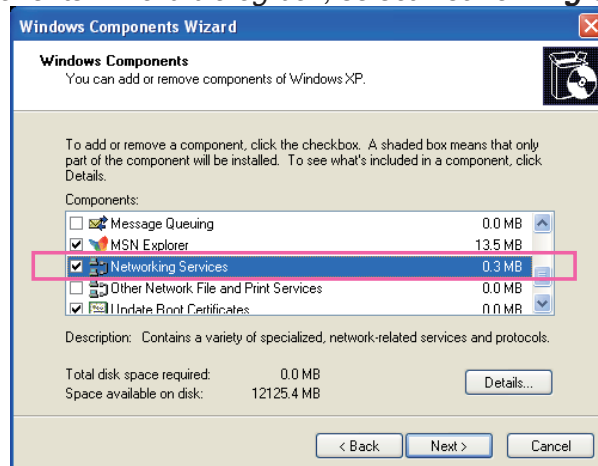 Windows Components Wizard
Windows Components
You can add or remove components of Windows XP.
To add or remove a component, click the checkbox. A shaded box means that only
part of the component will be installed. To see what's included in a component, click
Details.
Components:
Message Queuing 0.0 MB
MSN Explorer 13.5 MB
Networking Services 0.3 MB
Other Network File and Print Services 0.0 MB
Update Root Certificates 0.0 MB
Description: Contains a variety of specialized, network-related services and protocols.
Total disk space required: 0.0 MB
Space available on disk: 12125.4 MB
Details...
< Back Next > Cancel